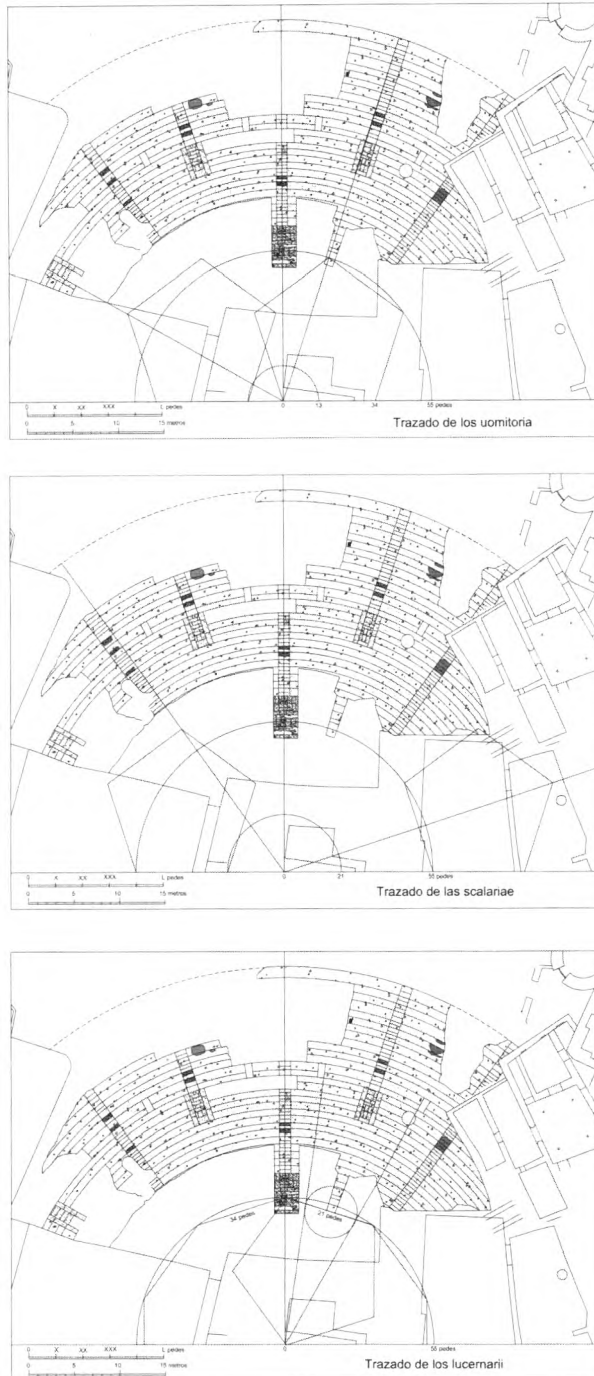 0 X XX XXX L pedes
0 5 10 15 metros
0 13 34 55 pedes
Trazado de los uomitoria
0 X XX XXX L pedes
0 5 10 15 metros
0 21 55 pedes
Trazado de las scalariae
34 pedes
21 pedes
0 X XX XXX L pedes
0 5 10 15 metros
0 55 pedes
Trazado de los lucernarii